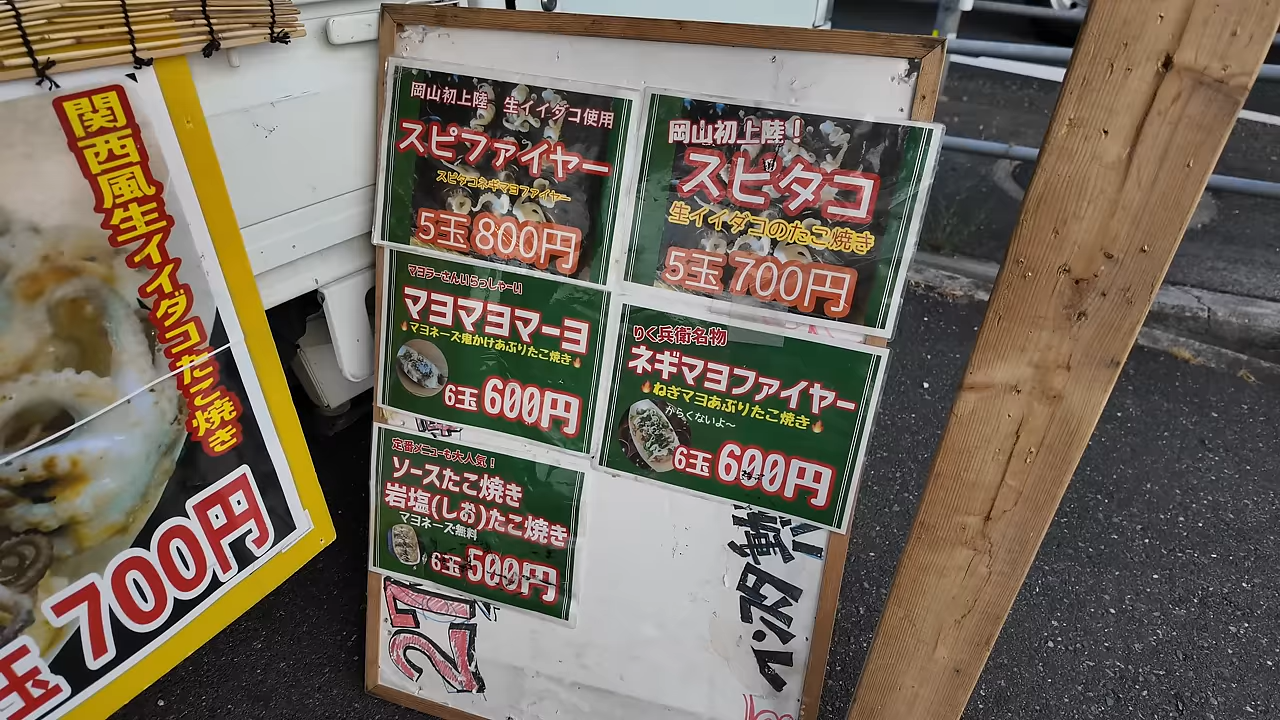 関西風生イイダコたこ焼き
玉700円
岡山初上陸 生イイダコ使用
スピファイヤー
スピタコネギマヨファイヤー
5玉800円
岡山初上陸！
スピタコ
生イイダコのたこ焼き
5玉700円
マヨラーさんいらっしゃーい
マヨマヨマーヨ
マヨネーズ鬼かけあぶりたこ焼き
6玉600円
りく兵衛名物
ネギマヨファイヤー
ねぎマヨあぶりたこ焼き
からくないよ～
6玉600円
定番メニューも大人気！
ソースたこ焼き
岩塩(しお)たこ焼き
マヨネーズ無料
6玉500円